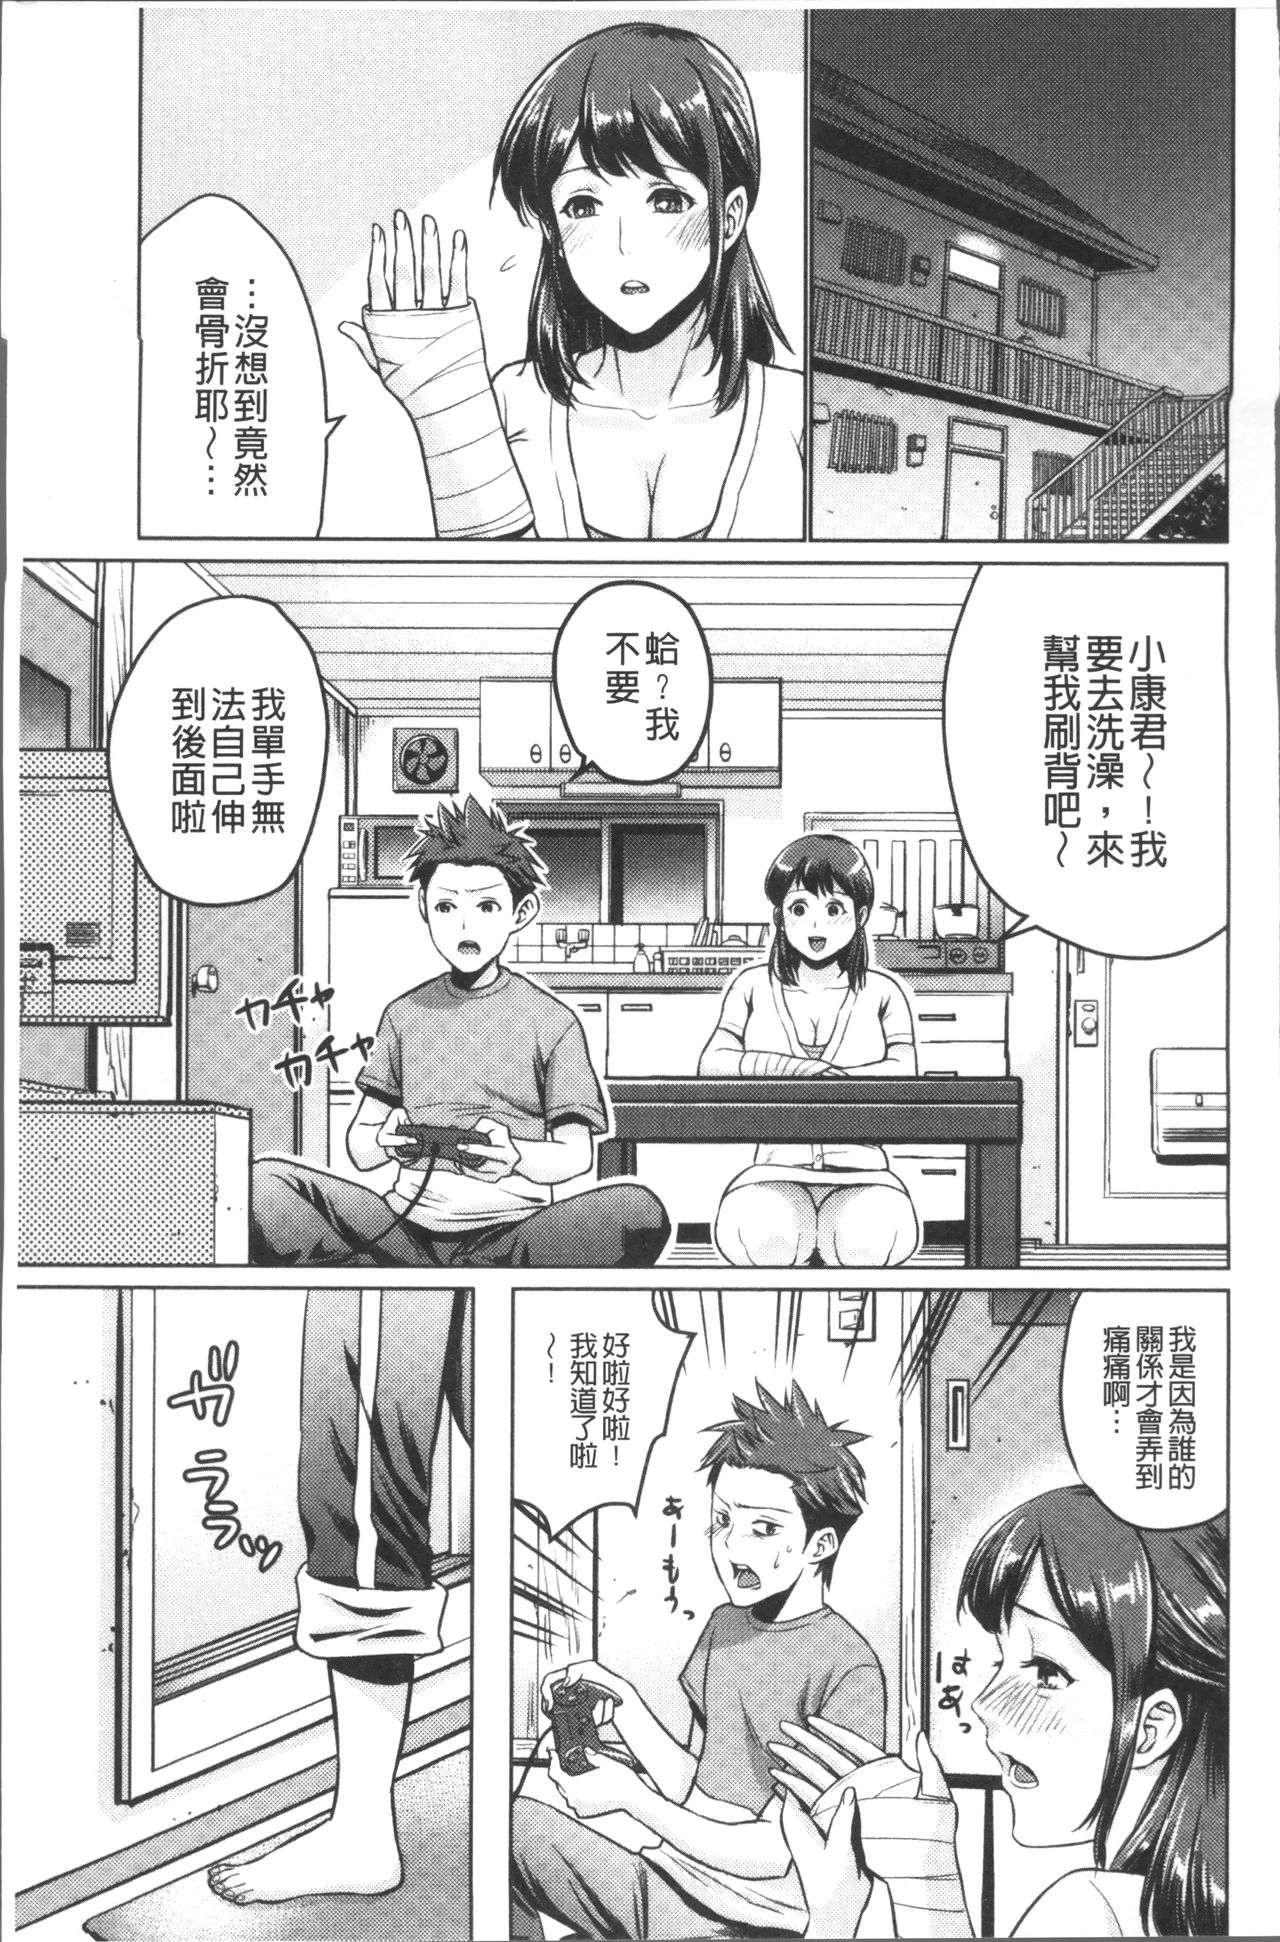 …沒想到竟然
會骨折耶～…
小康君～！我
要去洗澡，來
幫我刷背吧～
蛤？我
不要
我單手無
法自己伸
到後面啦
カチャ
カチャ
我是因為誰的
關係才會弄到
痛痛啊…
はあっ
好啦好啦！
我知道了啦
～！
あーもうっ
ガララッ